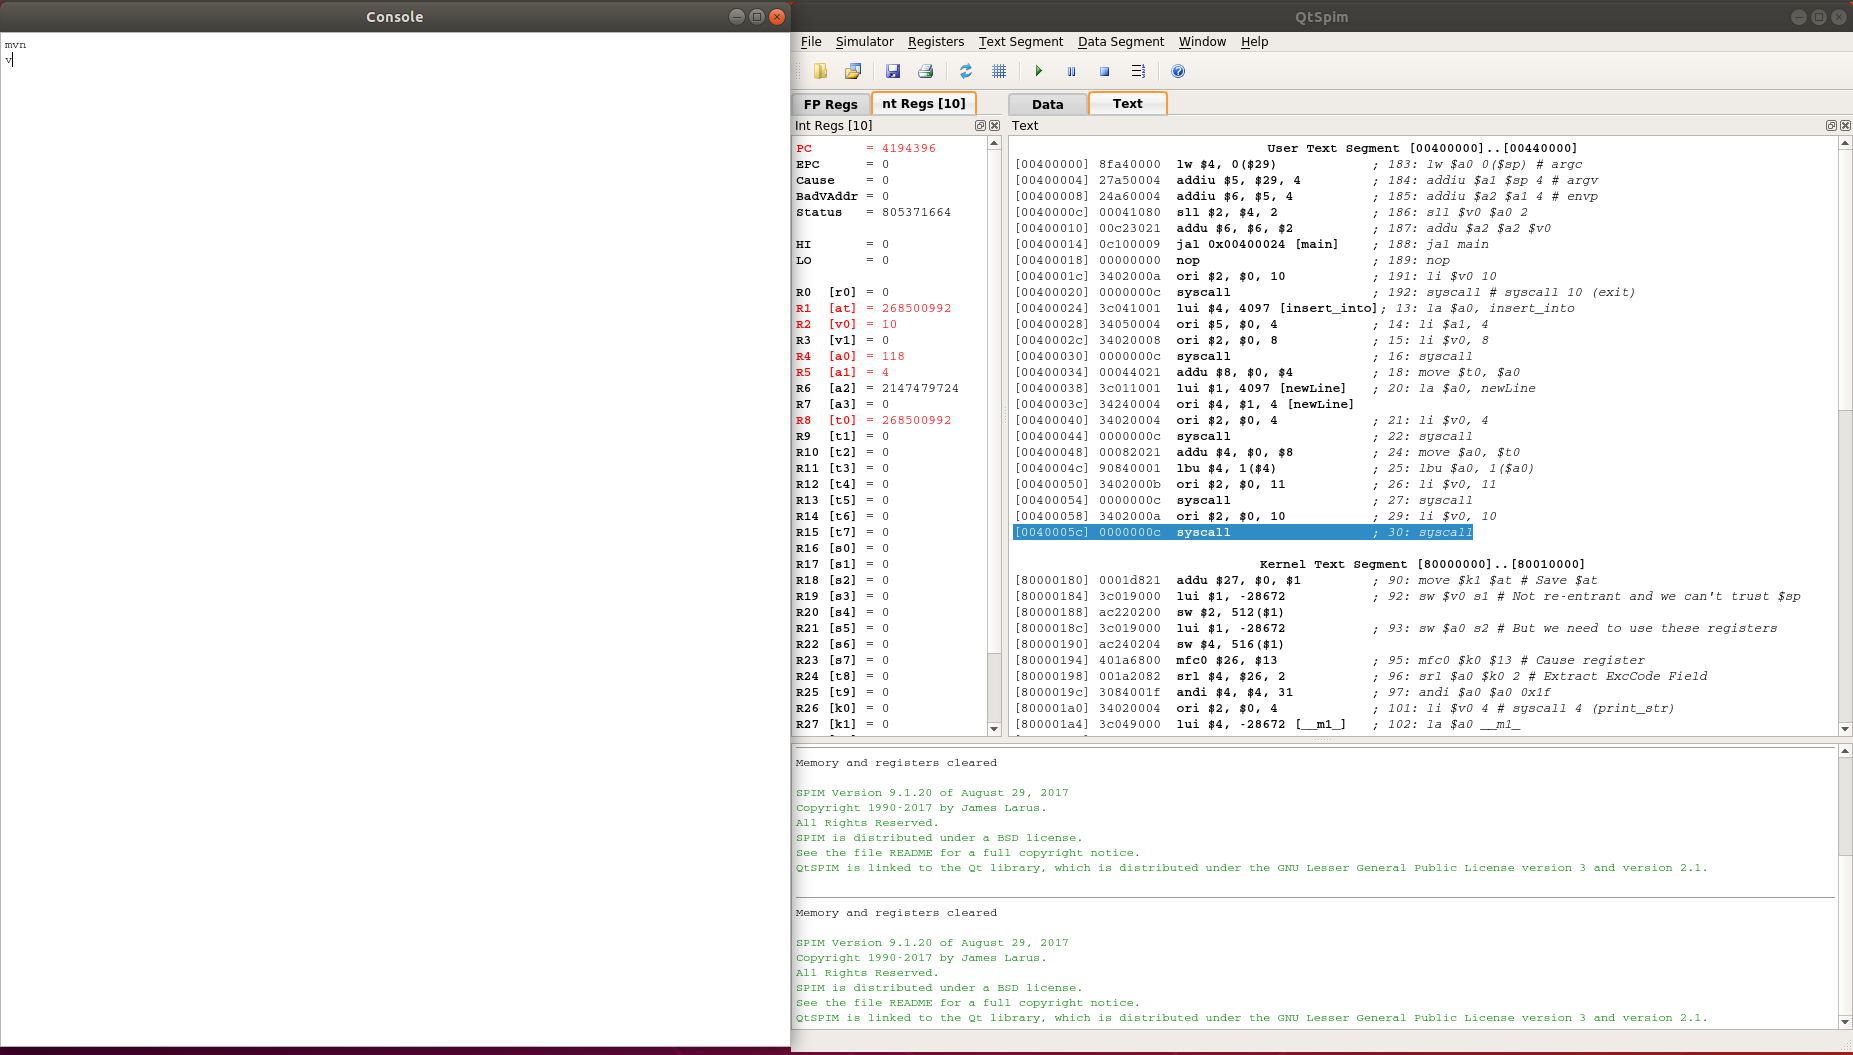 Console
mvn
v
QtSpim
File Simulator Registers Text Segment Data Segment Window Help
FP Regs nt Regs [10] Data Text
Int Regs [10]
PC = 4194396
EPC = 0
Cause = 0
BadVAddr = 0
Status = 805371664
HI = 0
LO = 0
R0 [r0] = 0
R1 [at] = 268500992
R2 [v0] = 10
R3 [v1] = 0
R4 [a0] = 118
R5 [a1] = 4
R6 [a2] = 2147479724
R7 [a3] = 0
R8 [t0] = 268500992
R9 [t1] = 0
R10 [t2] = 0
R11 [t3] = 0
R12 [t4] = 0
R13 [t5] = 0
R14 [t6] = 0
R15 [t7] = 0
R16 [s0] = 0
R17 [s1] = 0
R18 [s2] = 0
R19 [s3] = 0
R20 [s4] = 0
R21 [s5] = 0
R22 [s6] = 0
R23 [s7] = 0
R24 [t8] = 0
R25 [t9] = 0
R26 [k0] = 0
R27 [k1] = 0
Text
User Text Segment [00400000]..[00440000]
[00400000] 8fa40000 lw $4, 0($29) ; 183: lw $a0 0($sp) # argc
[00400004] 27a50004 addiu $5, $29, 4 ; 184: addiu $a1 $sp 4 # argv
[00400008] 24a60004 addiu $6, $5, 4 ; 185: addiu $a2 $a1 4 # envp
[0040000c] 00041080 sll $2, $4, 2 ; 186: sll $v0 $a0 2
[00400010] 00c23021 addu $6, $6, $2 ; 187: addu $a2 $a2 $v0
[00400014] 0c100009 jal 0x00400024 [main] ; 188: jal main
[00400018] 00000000 nop ; 189: nop
[0040001c] 3402000a ori $2, $0, 10 ; 191: li $v0 10
[00400020] 0000000c syscall ; 192: syscall # syscall 10 (exit)
[00400024] 3c041001 lui $4, 4097 [insert_into]; 13: la $a0, insert_into
[00400028] 34050004 ori $5, $0, 4 ; 14: li $a1, 4
[0040002c] 34020008 ori $2, $0, 8 ; 15: li $v0, 8
[00400030] 0000000c syscall ; 16: syscall
[00400034] 00044021 addu $8, $0, $4 ; 18: move $t0, $a0
[00400038] 3c011001 lui $1, 4097 [newLine] ; 20: la $a0, newLine
[0040003c] 34240004 ori $4, $1, 4 [newLine]
[00400040] 34020004 ori $2, $0, 4 ; 21: li $v0, 4
[00400044] 0000000c syscall ; 22: syscall
[00400048] 00082021 addu $4, $0, $8 ; 24: move $a0, $t0
[0040004c] 90840001 lbu $4, 1($4) ; 25: lbu $a0, 1($a0)
[00400050] 3402000b ori $2, $0, 11 ; 26: li $v0, 11
[00400054] 0000000c syscall ; 27: syscall
[00400058] 3402000a ori $2, $0, 10 ; 29: li $v0, 10
[0040005c] 0000000c syscall ; 30: syscall
Kernel Text Segment [80000000]..[80010000]
[80000180] 0001d821 addu $27, $0, $1 ; 90: move $k1 $at # Save $at
[80000184] 3c019000 lui $1, -28672 ; 92: sw $v0 s1 # Not re-entrant and we can't trust $sp
[80000188] ac220200 sw $2, 512($1)
[8000018c] 3c019000 lui $1, -28672 ; 93: sw $a0 s2 # But we need to use these registers
[80000190] ac240204 sw $4, 516($1)
[80000194] 401a6800 mfc0 $26, $13 ; 95: mfc0 $k0 $13 # Cause register
[80000198] 001a2082 srl $4, $26, 2 ; 96: srl $a0 $k0 2 # Extract ExcCode Field
[8000019c] 3084001f andi $4, $4, 31 ; 97: andi $a0 $a0 0x1f
[800001a0] 34020004 ori $2, $0, 4 ; 101: li $v0 4 # syscall 4 (print_str)
[800001a4] 3c049000 lui $4, -28672 [__m1_] ; 102: la $a0 __m1_
Memory and registers cleared
SPIM Version 9.1.20 of August 29, 2017
Copyright 1990-2017 by James Larus.
All Rights Reserved.
SPIM is distributed under a BSD license.
See the file README for a full copyright notice.
QtSPIM is linked to the Qt library, which is distributed under the GNU Lesser General Public License version 3 and version 2.1.
Memory and registers cleared
SPIM Version 9.1.20 of August 29, 2017
Copyright 1990-2017 by James Larus.
All Rights Reserved.
SPIM is distributed under a BSD license.
See the file README for a full copyright notice.
QtSPIM is linked to the Qt library, which is distributed under the GNU Lesser General Public License version 3 and version 2.1.